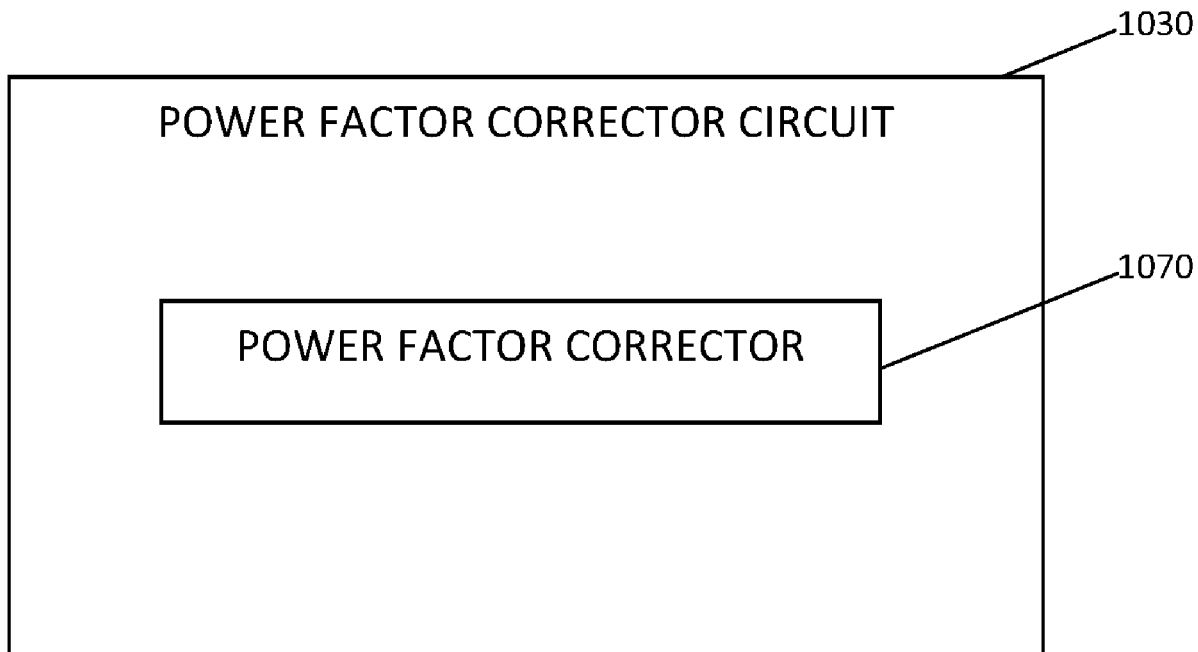 1030
POWER FACTOR CORRECTOR CIRCUIT
1070
POWER FACTOR CORRECTOR